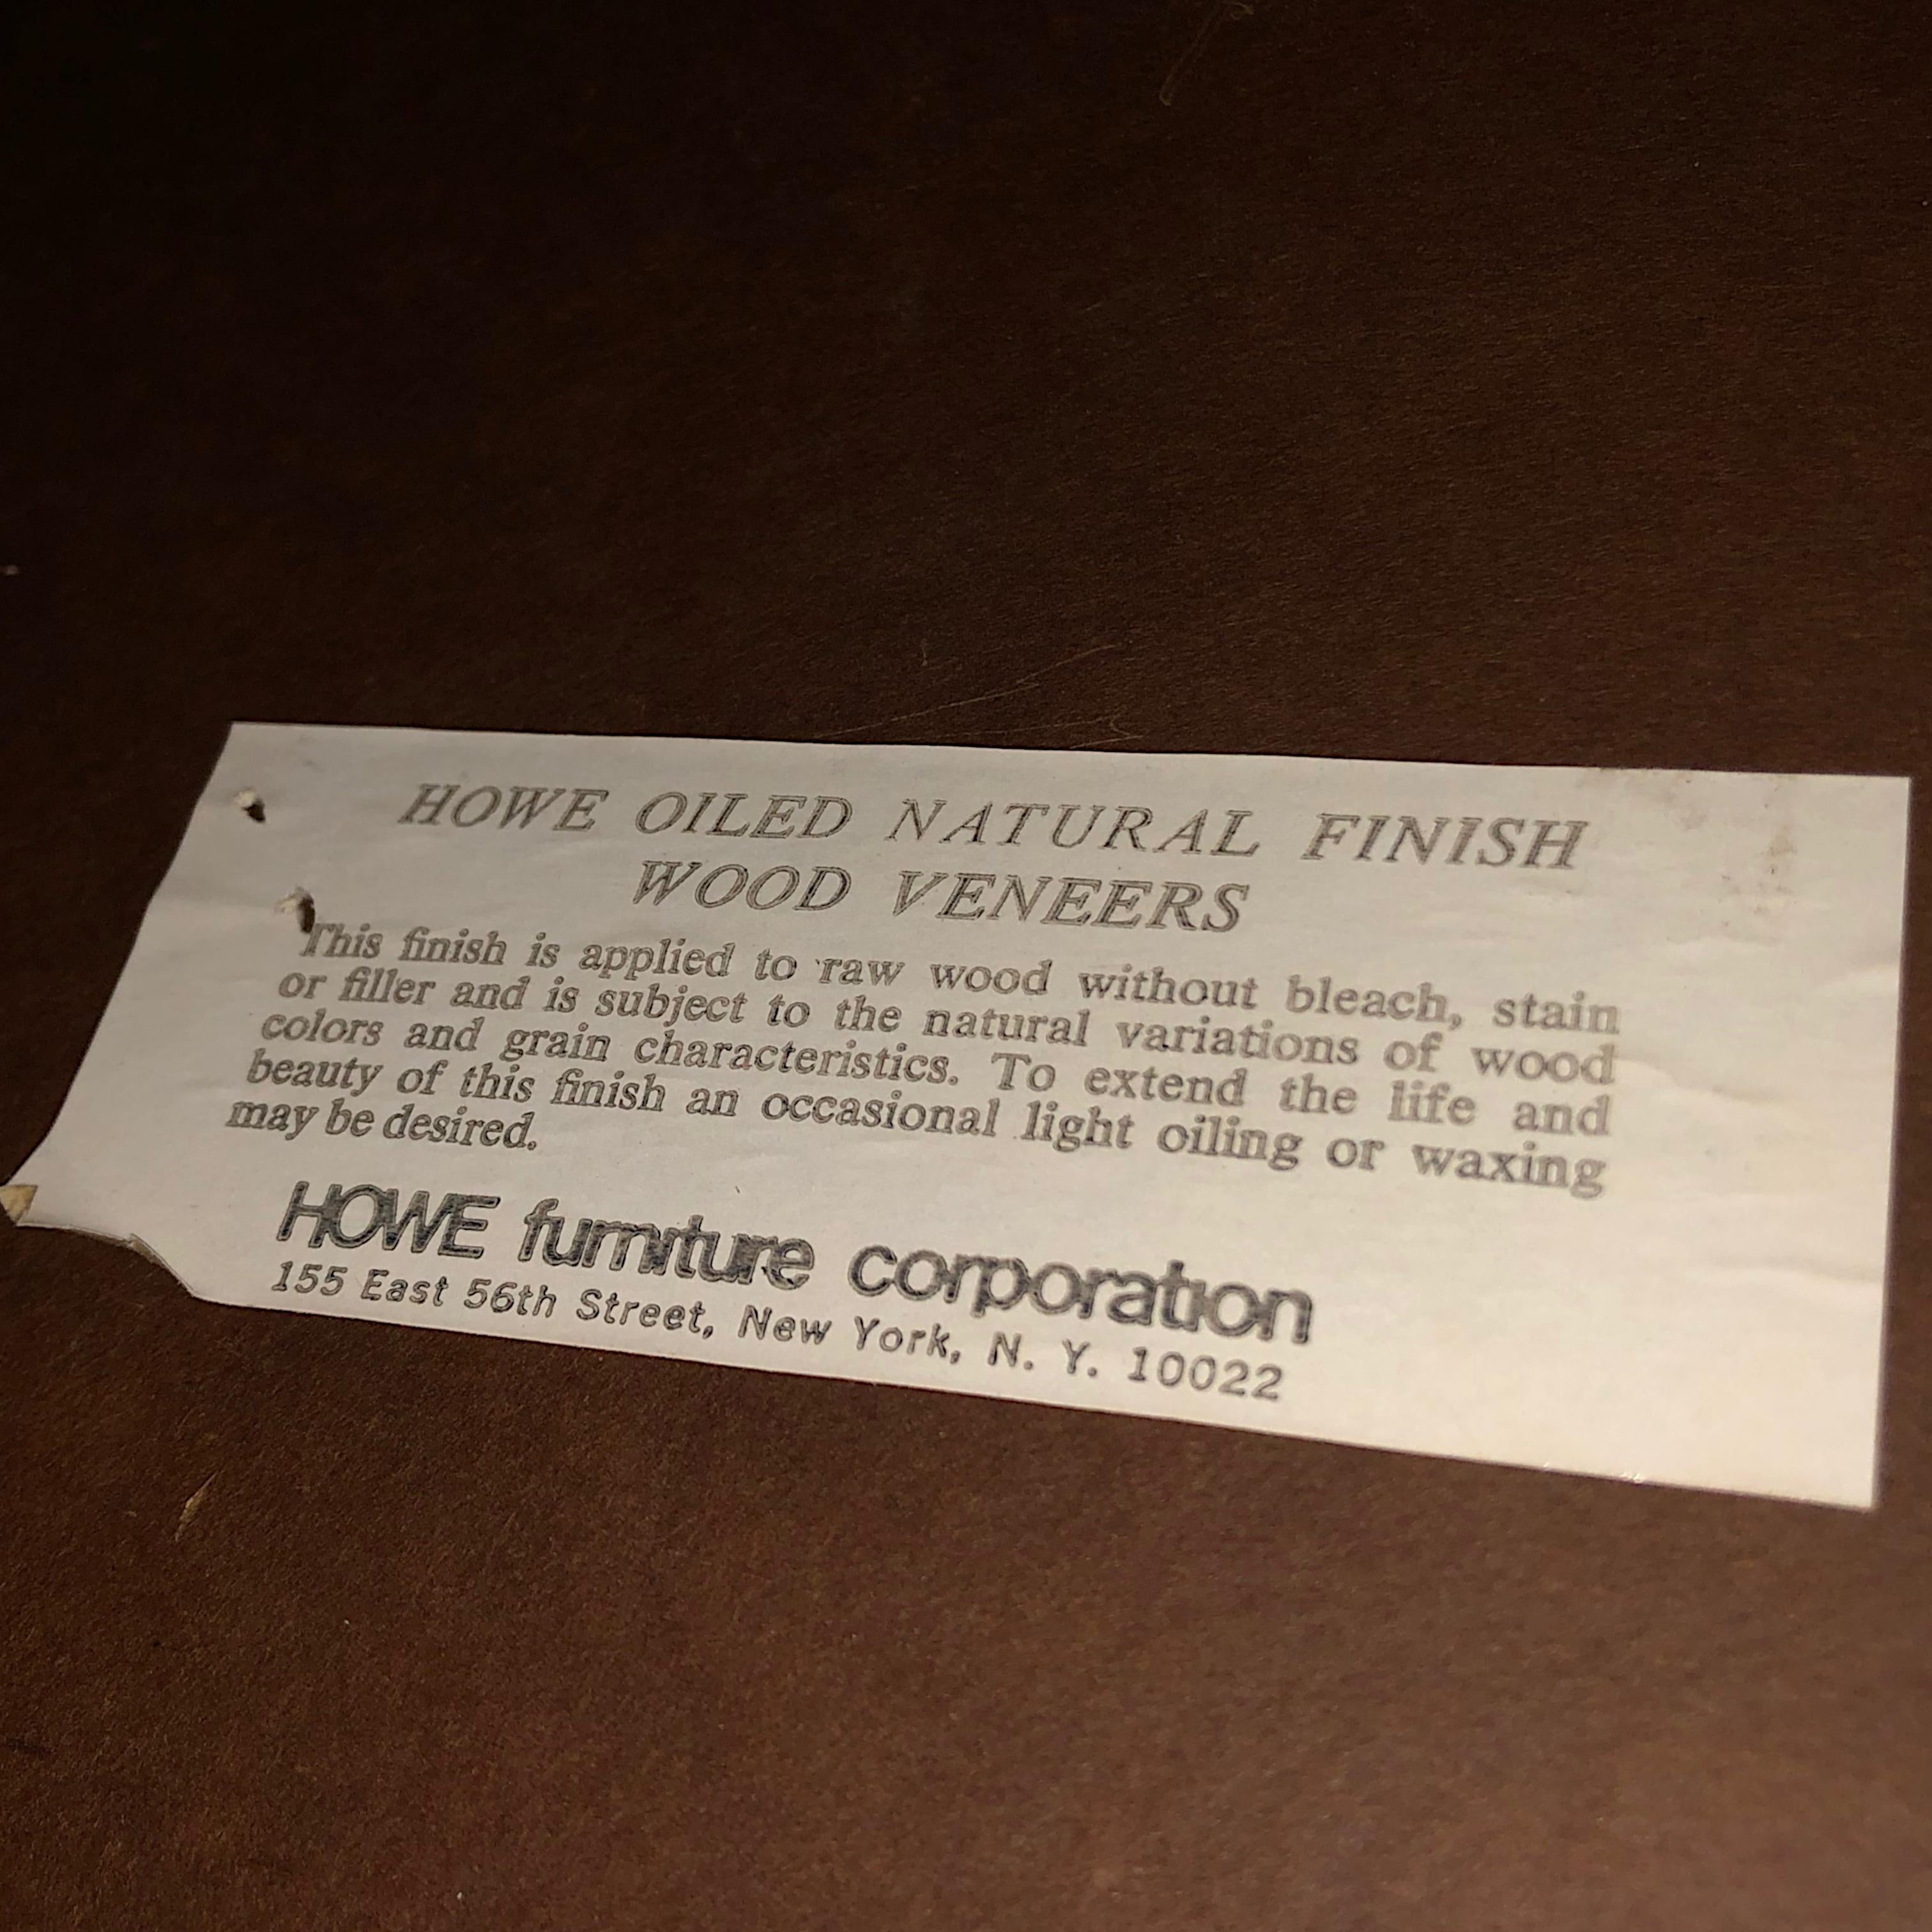 HOWE OILED NATURAL FINISH
WOOD VENEERS
This finish is applied to raw wood without bleach, stain
or filler and is subject to the natural variations of wood
colors and grain characteristics. To extend the life and
beauty of this finish an occasional light oiling or waxing
may be desired.
HOWE furniture corporation
155 East 56th Street, New York, N. Y. 10022